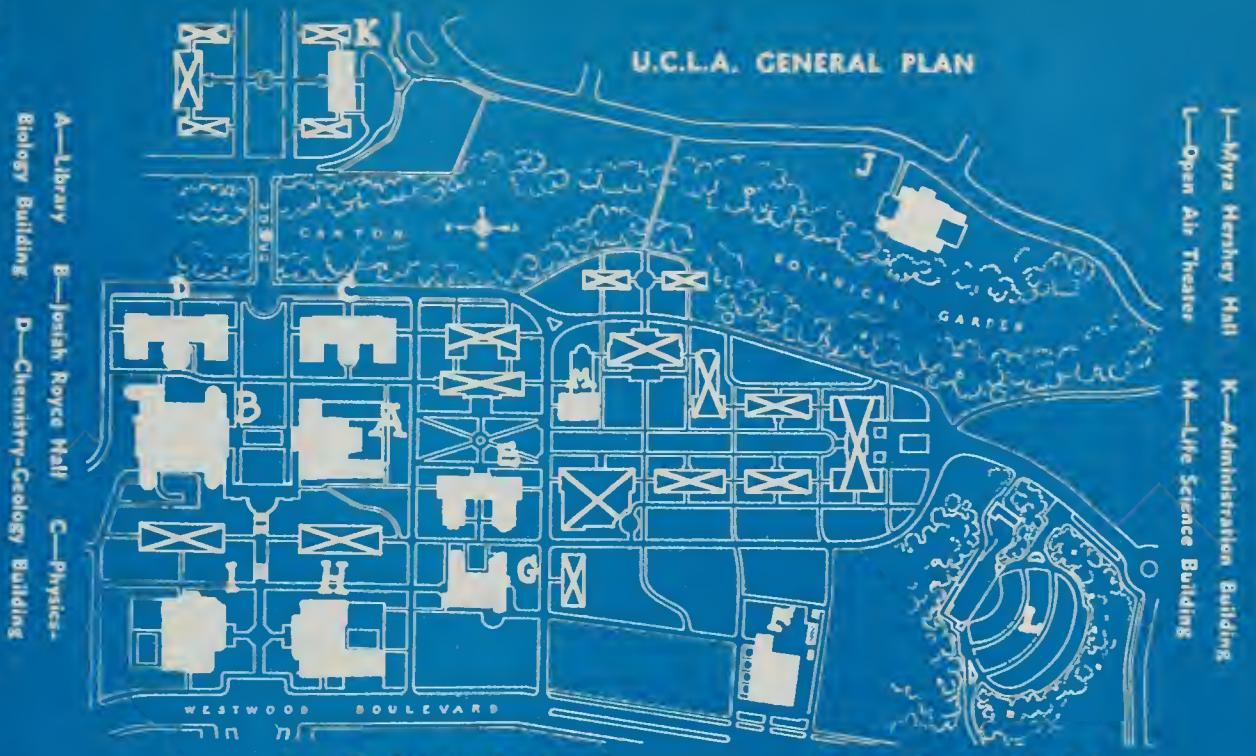 U.C.L.A. GENERAL PLAN
A—Library B—Josiah Royce Hall C—Physics-
Biology Building D—Chemistry-Geology Building
J—Myra Hershey Hall K—Administration Building
L—Open Air Theater M—Life Science Building
K
J
CANYON
BOTANICAL
GARDEN
D
C
M
B
A
E
G
I
H
F
L
WESTWOOD BOULEVARD